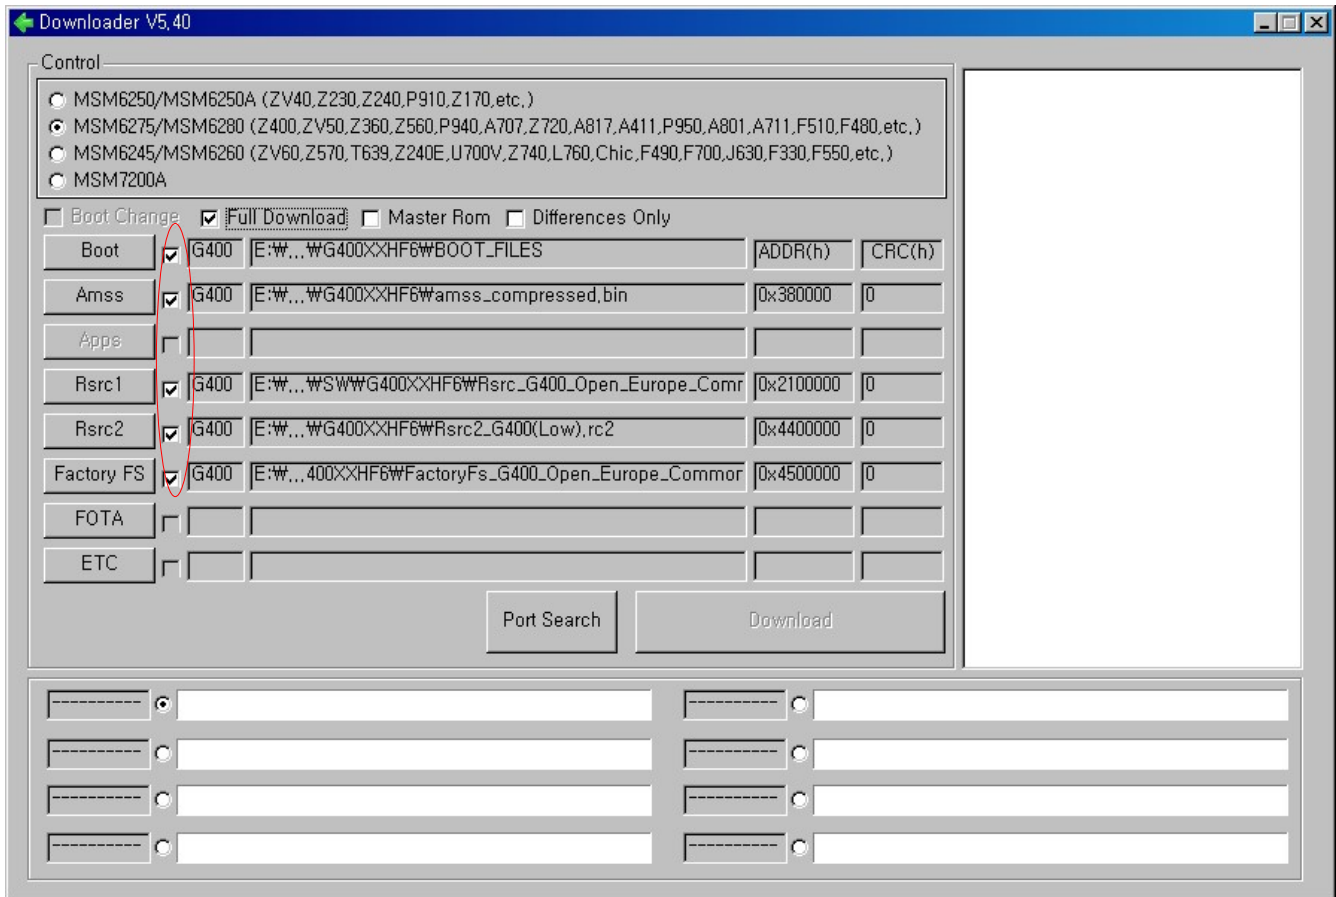 Downloader V5,40
Control
MSM6250/MSM6250A (ZV40,Z230,Z240,P910,Z170,etc,)
MSM6275/MSM6280 (Z400,ZV50,Z360,Z560,P940,A707,Z720,A817,A411,P950,A801,A711,F510,F480,etc,)
MSM6245/MSM6260 (ZV60,Z570,T639,Z240E,U700V,Z740,L760,Chic,F490,F700,J630,F330,F550,etc,)
MSM7200A
Boot Change Full Download Master Rom Differences Only
Boot G400 E:₩,,,₩G400XXHF6₩BOOT_FILES ADDR(h) CRC(h)
Amss G400 E:₩,,,₩G400XXHF6₩amss_compressed,bin 0x380000 0
Apps
Rsrc1 G400 E:₩,,,₩SW₩G400XXHF6₩Rsrc_G400_Open_Europe_Comr 0x2100000 0
Rsrc2 G400 E:₩,,,₩G400XXHF6₩Rsrc2_G400(Low),rc2 0x4400000 0
Factory FS G400 E:₩,,,400XXHF6₩FactoryFs_G400_Open_Europe_Commor 0x4500000 0
FOTA
ETC
Port Search Download
---------- ----------
---------- ----------
---------- ----------
---------- ----------